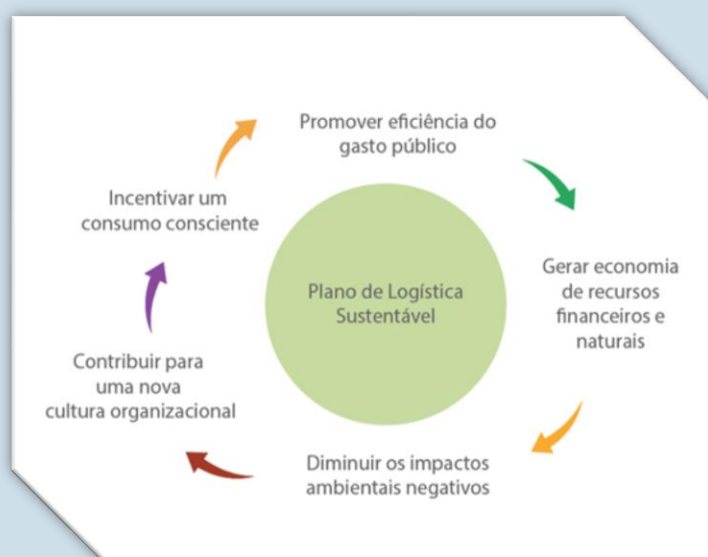 Promover eficiência do
gasto público
Gerar economia
de recursos
financeiros e
naturais
Diminuir os impactos
ambientais negativos
Contribuir para
uma nova
cultura organizacional
Incentivar um
consumo consciente
Plano de Logística
Sustentável